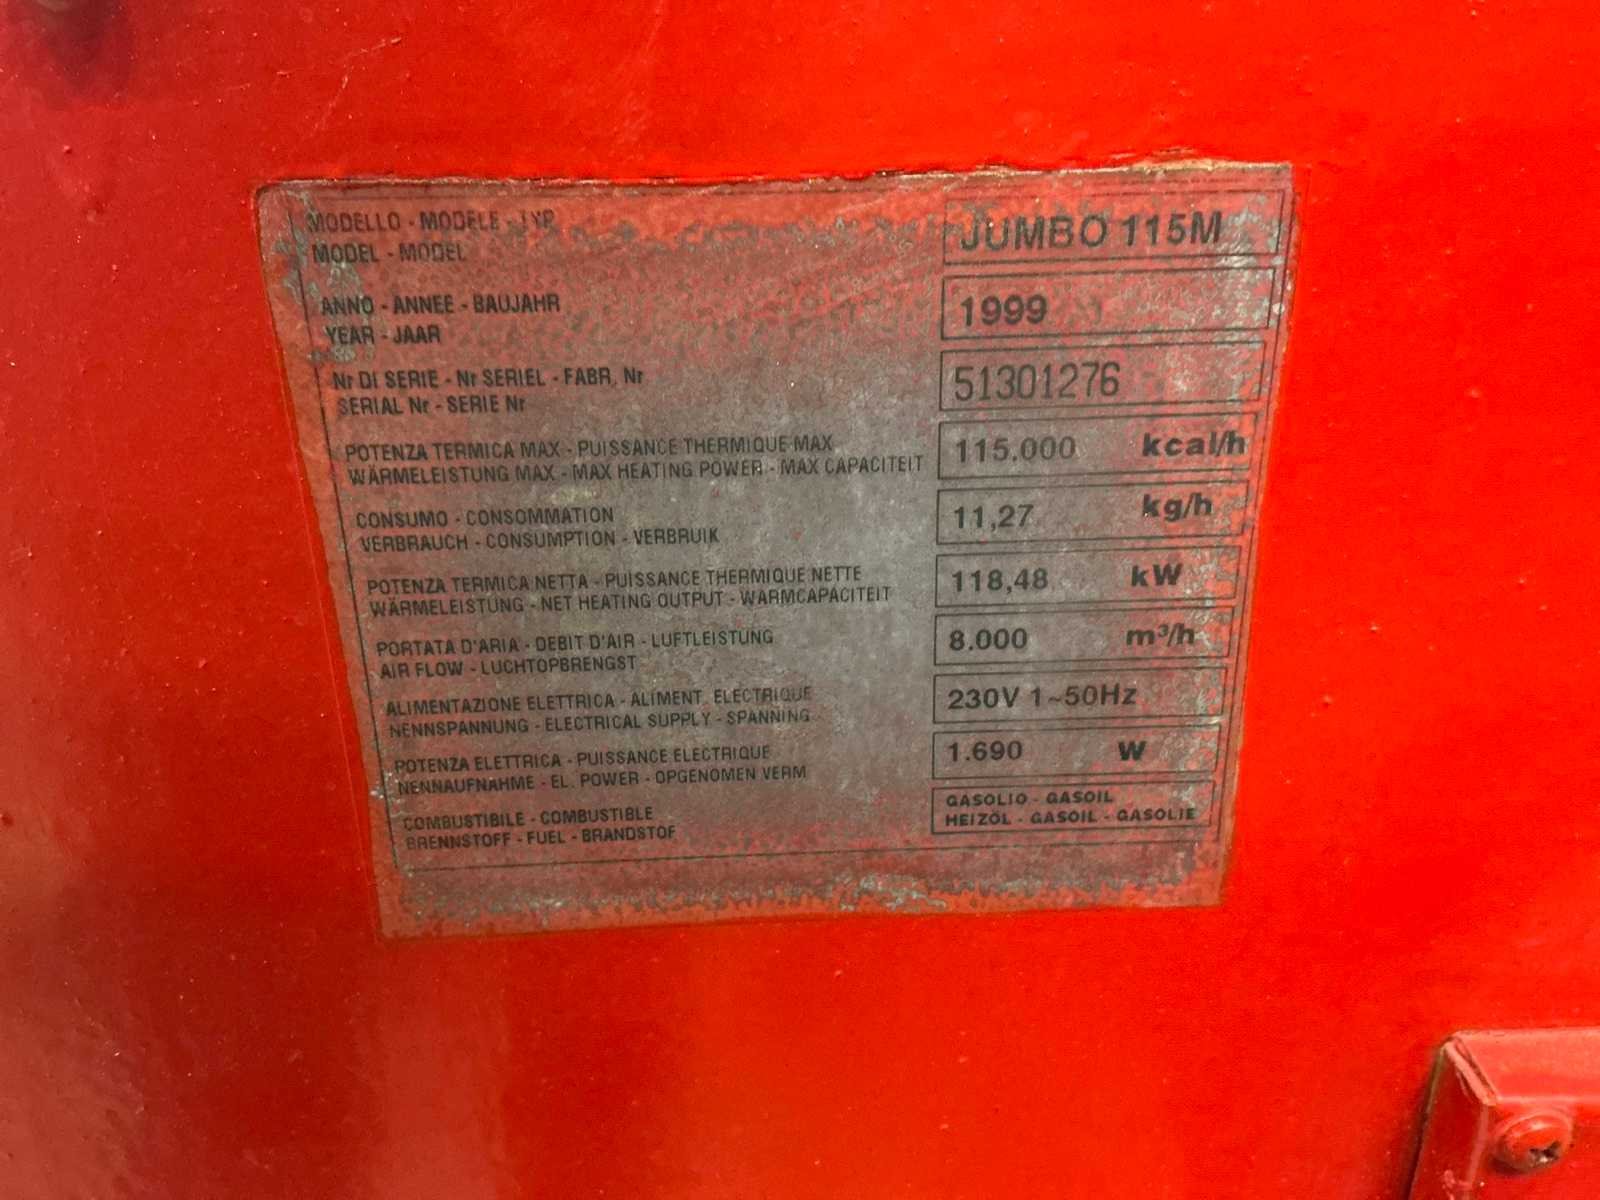 MODELLO - MODELE - TYP
MODEL - MODEL
JUMBO 115M
ANNO - ANNEE - BAUJAHR
YEAR - JAAR
1999
Nr DI SERIE - Nr SERIEL - FABR. Nr
SERIAL Nr - SERIE Nr
51301276
POTENZA TERMICA MAX - PUISSANCE THERMIQUE MAX
WÄRMELEISTUNG MAX - MAX HEATING POWER - MAX CAPACITEIT
115.000 kcal/h
CONSUMO - CONSOMMATION
VERBRAUCH - CONSUMPTION - VERBRUIK
11,27 kg/h
POTENZA TERMICA NETTA - PUISSANCE THERMIQUE NETTE
WÄRMELEISTUNG - NET HEATING OUTPUT - WARMCAPACITEIT
118,48 kW
PORTATA D'ARIA - DEBIT D'AIR - LUFTLEISTUNG
AIR FLOW - LUCHTOPBRENGST
8.000 m³/h
ALIMENTAZIONE ELETTRICA - ALIMENT. ELECTRIQUE
NENNSPANNUNG - ELECTRICAL SUPPLY - SPANNING
230V 1~50Hz
POTENZA ELETTRICA - PUISSANCE ELECTRIQUE
NENNAUFNAHME - EL. POWER - OPGENOMEN VERM
1.690 W
COMBUSTIBILE - COMBUSTIBLE
BRENNSTOFF - FUEL - BRANDSTOF
GASOLIO - GASOIL
HEIZÖL - GASOIL - GASOLIE